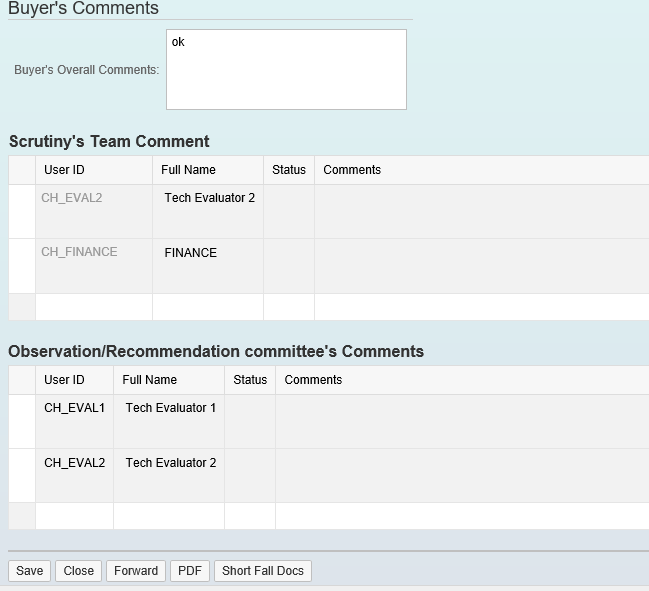 Buyer's Comments
ok
Buyer's Overall Comments:
Scrutiny's Team Comment
User ID Full Name Status Comments
CH_EVAL2 Tech Evaluator 2
CH_FINANCE FINANCE
Observation/Recommendation committee's Comments
User ID Full Name Status Comments
CH_EVAL1 Tech Evaluator 1
CH_EVAL2 Tech Evaluator 2
Save Close Forward PDF Short Fall Docs